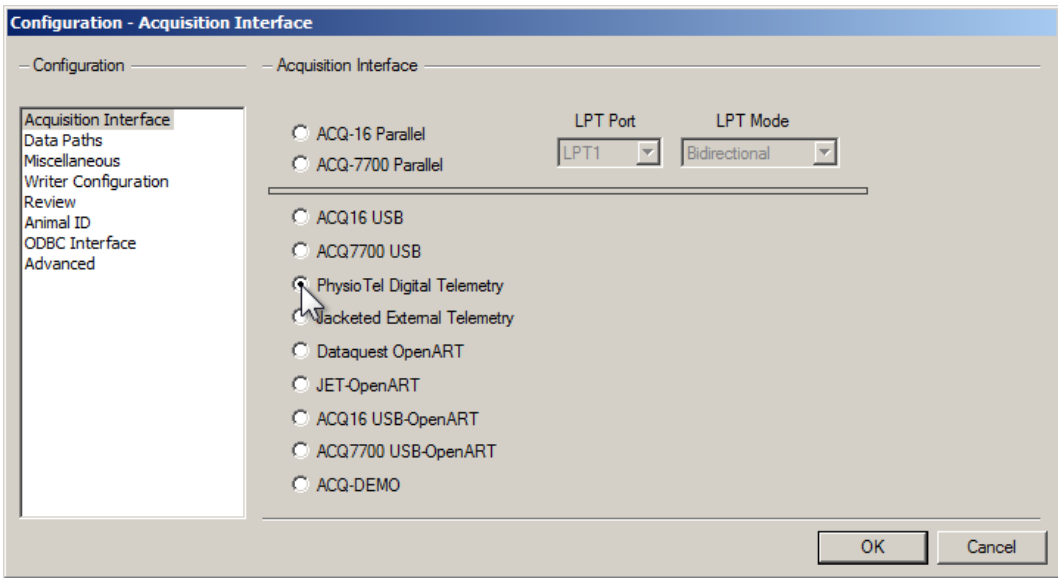 Configuration - Acquisition Interface
Configuration
Acquisition Interface
Data Paths
Miscellaneous
Writer Configuration
Review
Animal ID
ODBC Interface
Advanced
Acquisition Interface
LPT Port
LPT Mode
ACQ-16 Parallel
ACQ-7700 Parallel
LPT1
Bidirectional
ACQ16 USB
ACQ7700 USB
PhysioTel Digital Telemetry
Jacketed External Telemetry
Dataquest OpenART
JET-OpenART
ACQ16 USB-OpenART
ACQ7700 USB-OpenART
ACQ-DEMO
OK
Cancel